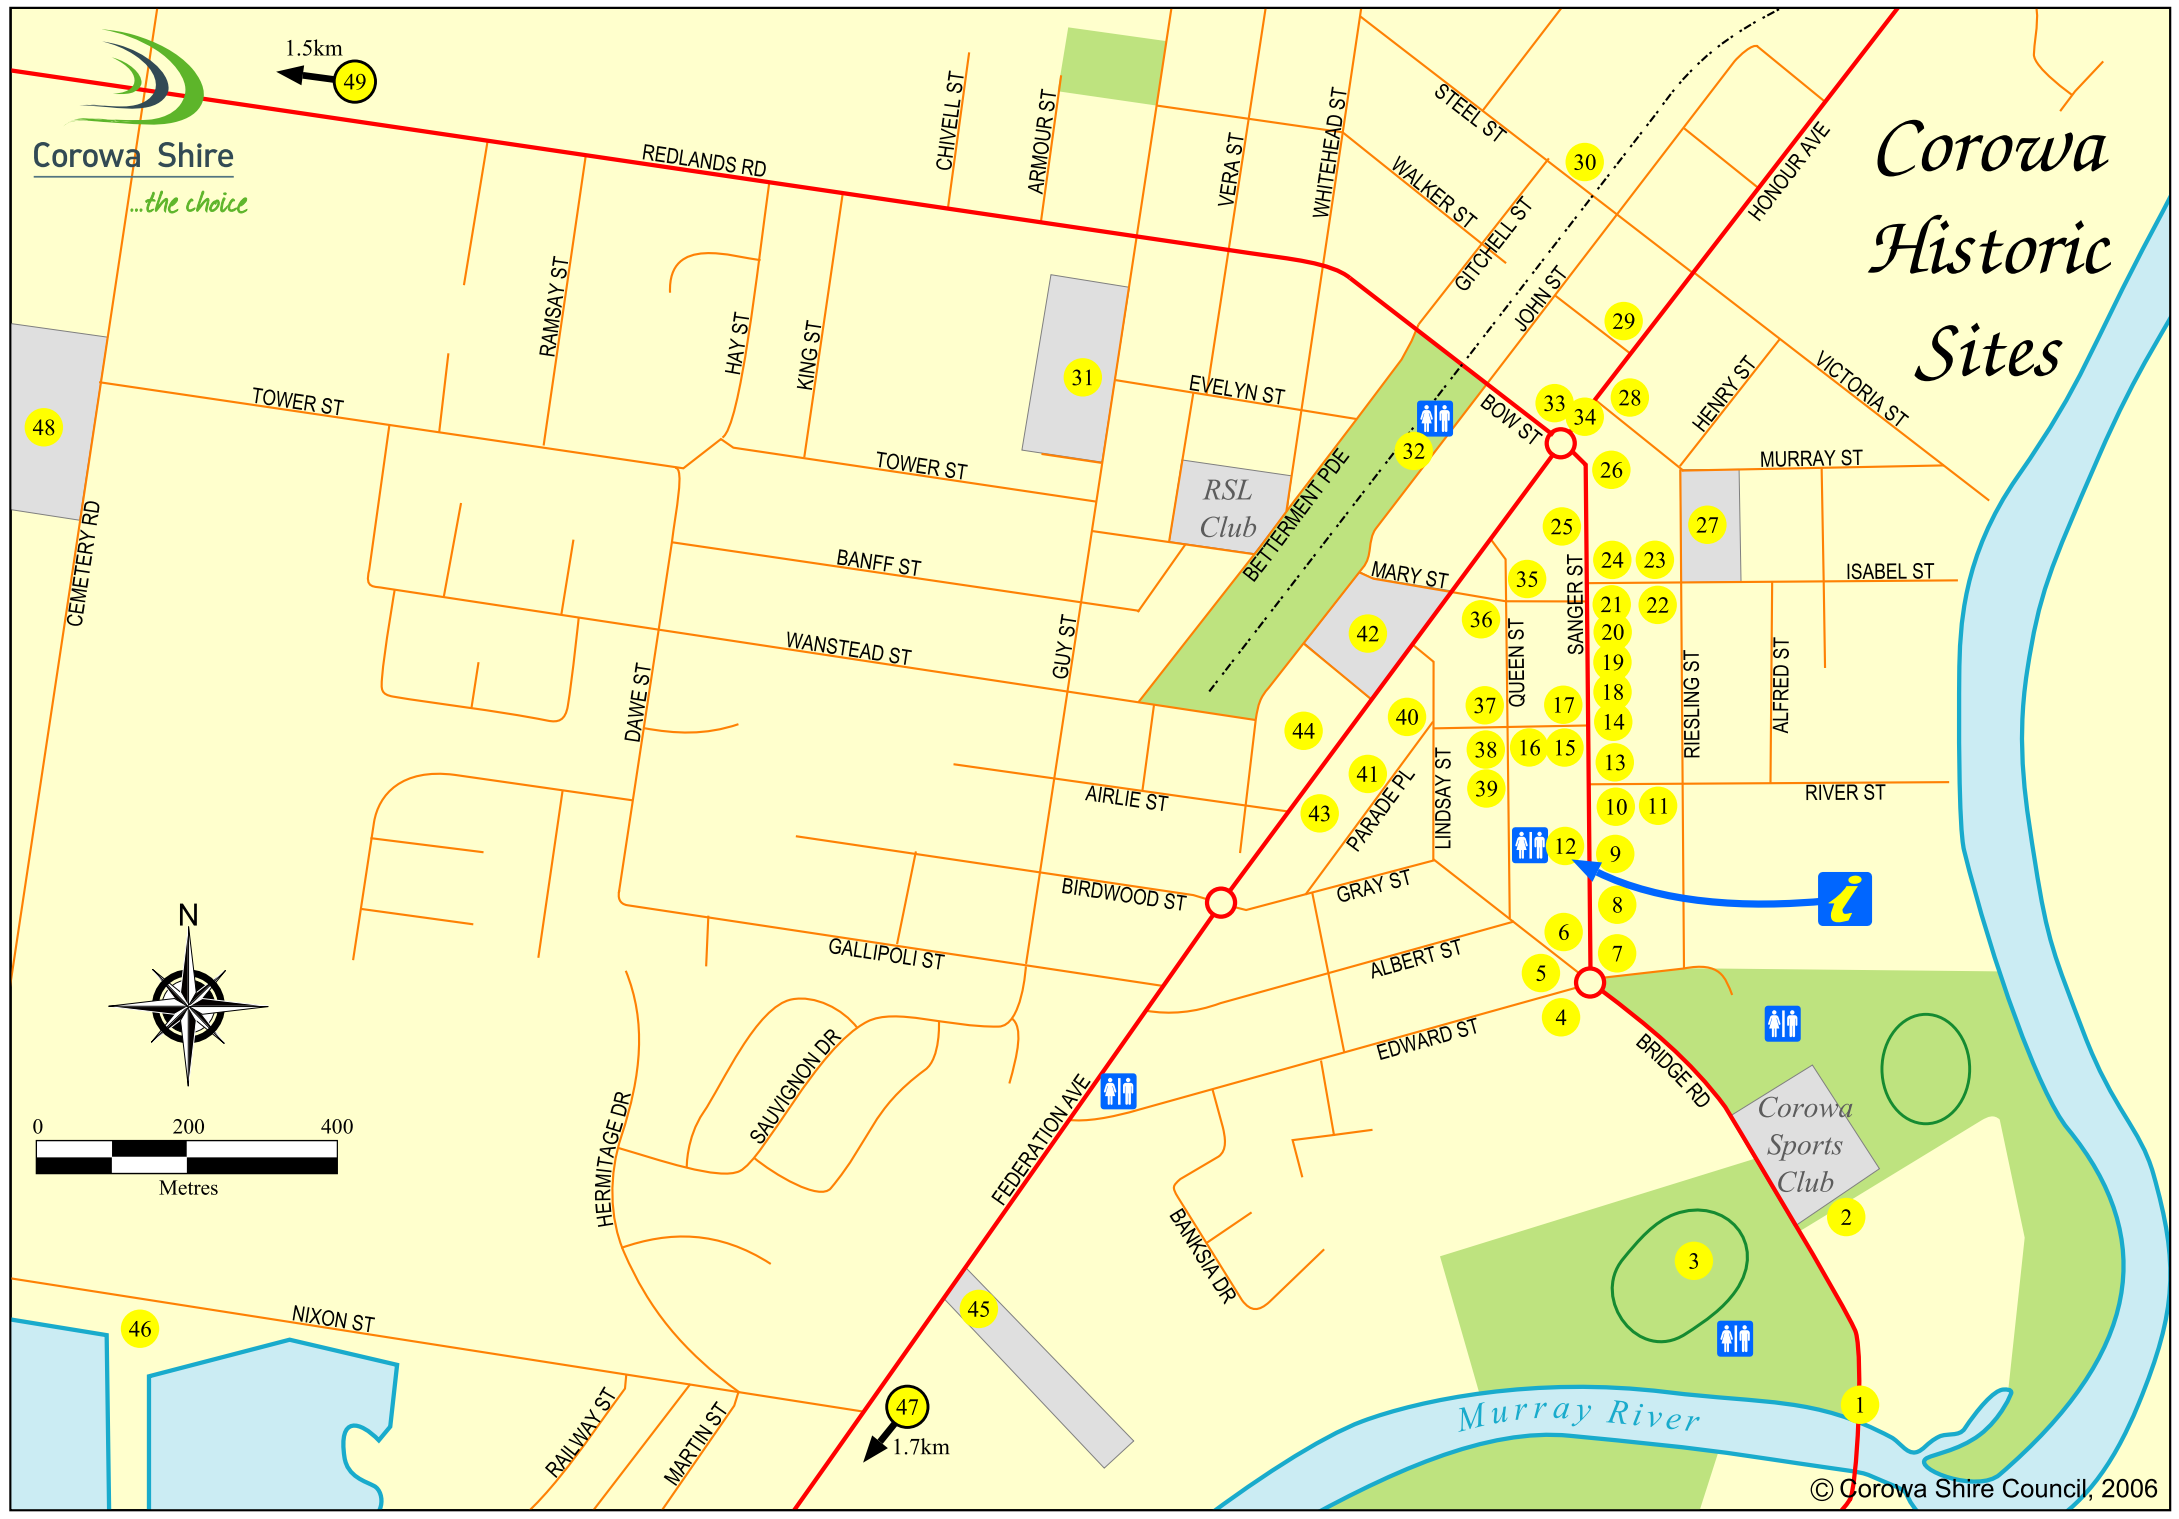 Corowa
Historic
Sites
Corowa Shire
...the choice
1.5km
49
REDLANDS RD
CHIVELL ST
ARMOUR ST
VERA ST
WHITEHEAD ST
STEEL ST
WALKER ST
GITCHELL ST
JOHN ST
HONOUR AVE
30
29
28
HENRY ST
VICTORIA ST
RAMSAY ST
HAY ST
KING ST
31
EVELYN ST
BOW ST
33
34
32
26
MURRAY ST
48
TOWER ST
TOWER ST
RSL
Club
BETTERMENT PDE
CEMETERY RD
BANFF ST
MARY ST
25
27
24
23
ISABEL ST
35
SANGER ST
21
22
36
20
42
19
QUEEN ST
18
GUY ST
WANSTEAD ST
DAWE ST
RIESLING ST
ALFRED ST
37
17
14
40
44
38
16
15
13
41
39
LINDSAY ST
PARADE PL
AIRLIE ST
43
RIVER ST
10
11
12
9
BIRDWOOD ST
GRAY ST
i
8
6
7
N
GALLIPOLI ST
ALBERT ST
5
4
EDWARD ST
BRIDGE RD
SAUVIGNON DR
HERMITAGE DR
FEDERATION AVE
Corowa
Sports
Club
0
200
400
Metres
2
BANKSIA DR
3
45
46
NIXON ST
RAILWAY ST
MARTIN ST
47
1.7km
1
Murray River
© Corowa Shire Council, 2006